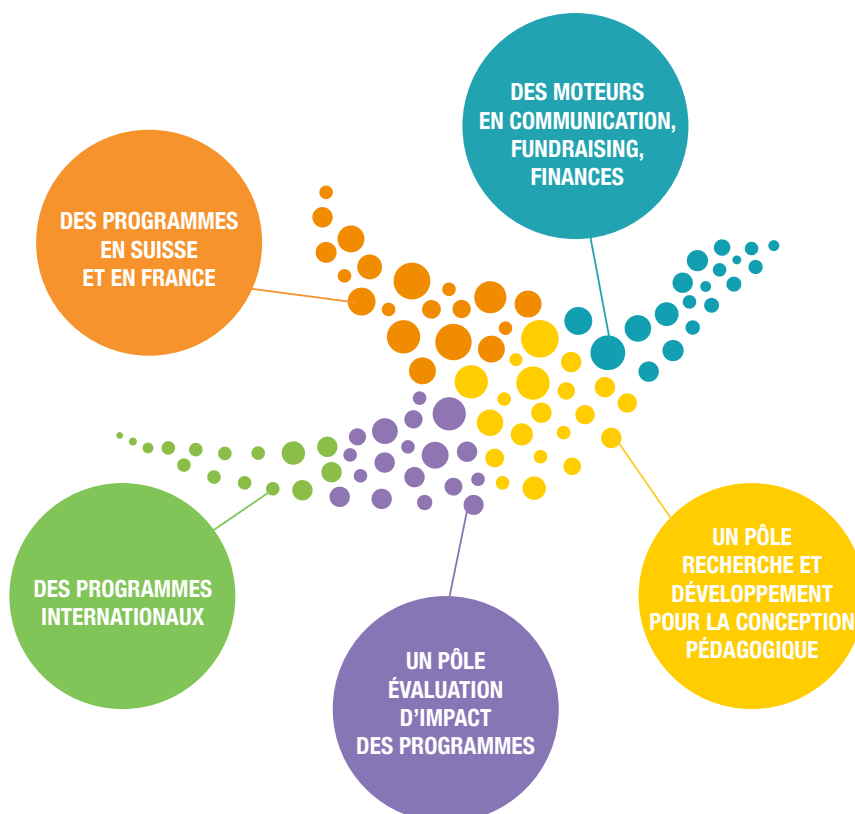 DES MOTEURS
EN COMMUNICATION,
FUNDRAISING,
FINANCES
DES PROGRAMMES
EN SUISSE
ET EN FRANCE
DES PROGRAMMES
INTERNATIONAUX
UN PÔLE
ÉVALUATION
D’IMPACT
DES PROGRAMMES
UN PÔLE
RECHERCHE ET
DÉVELOPPEMENT
POUR LA CONCEPTION
PÉDAGOGIQUE